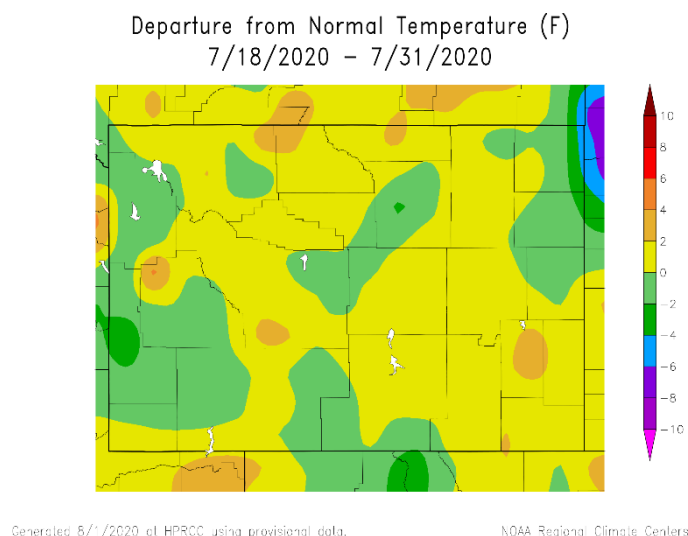 Departure from Normal Temperature (F)
7/18/2020 – 7/31/2020
10
8
6
4
2
0
−2
−4
−6
−8
−10
Generated 8/1/2020 at HPRCC using provisional data.
NOAA Regional Climate Centers